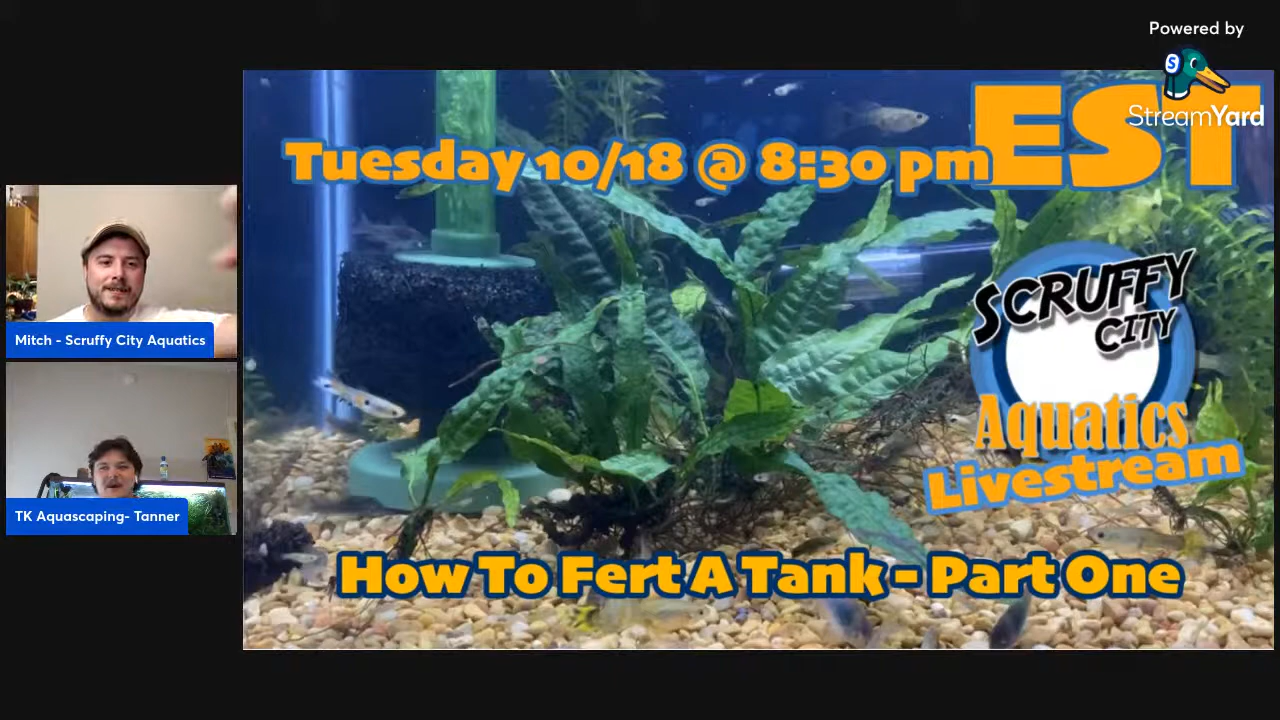 Powered by
S
StreamYard
EST
Tuesday 10/18 @ 8:30 pm
SCRUFFY
CITY
Aquatics
Livestream
Mitch - Scruffy City Aquatics
TK Aquascaping- Tanner
How To Fert A Tank - Part One